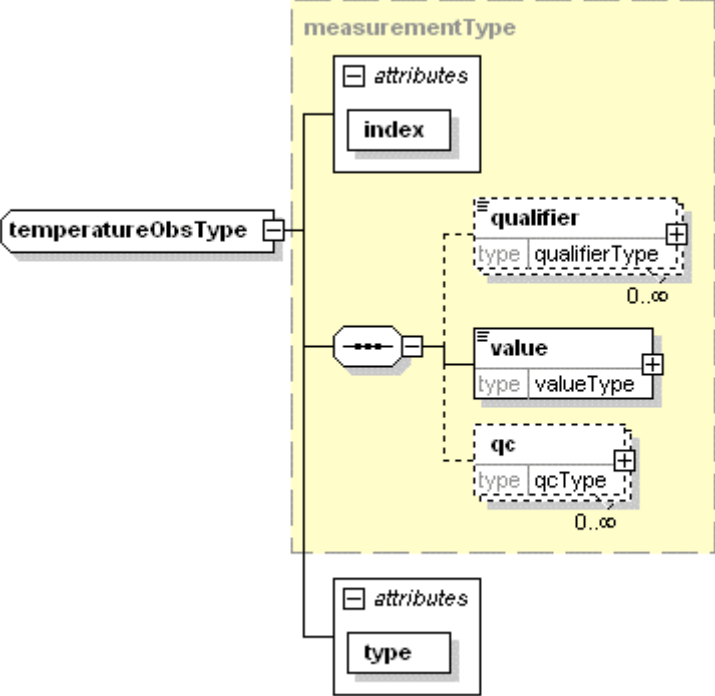 measurementType
attributes
index
temperatureObsType
qualifier
type qualifierType
0..∞
value
type valueType
qc
type qcType
0..∞
attributes
type